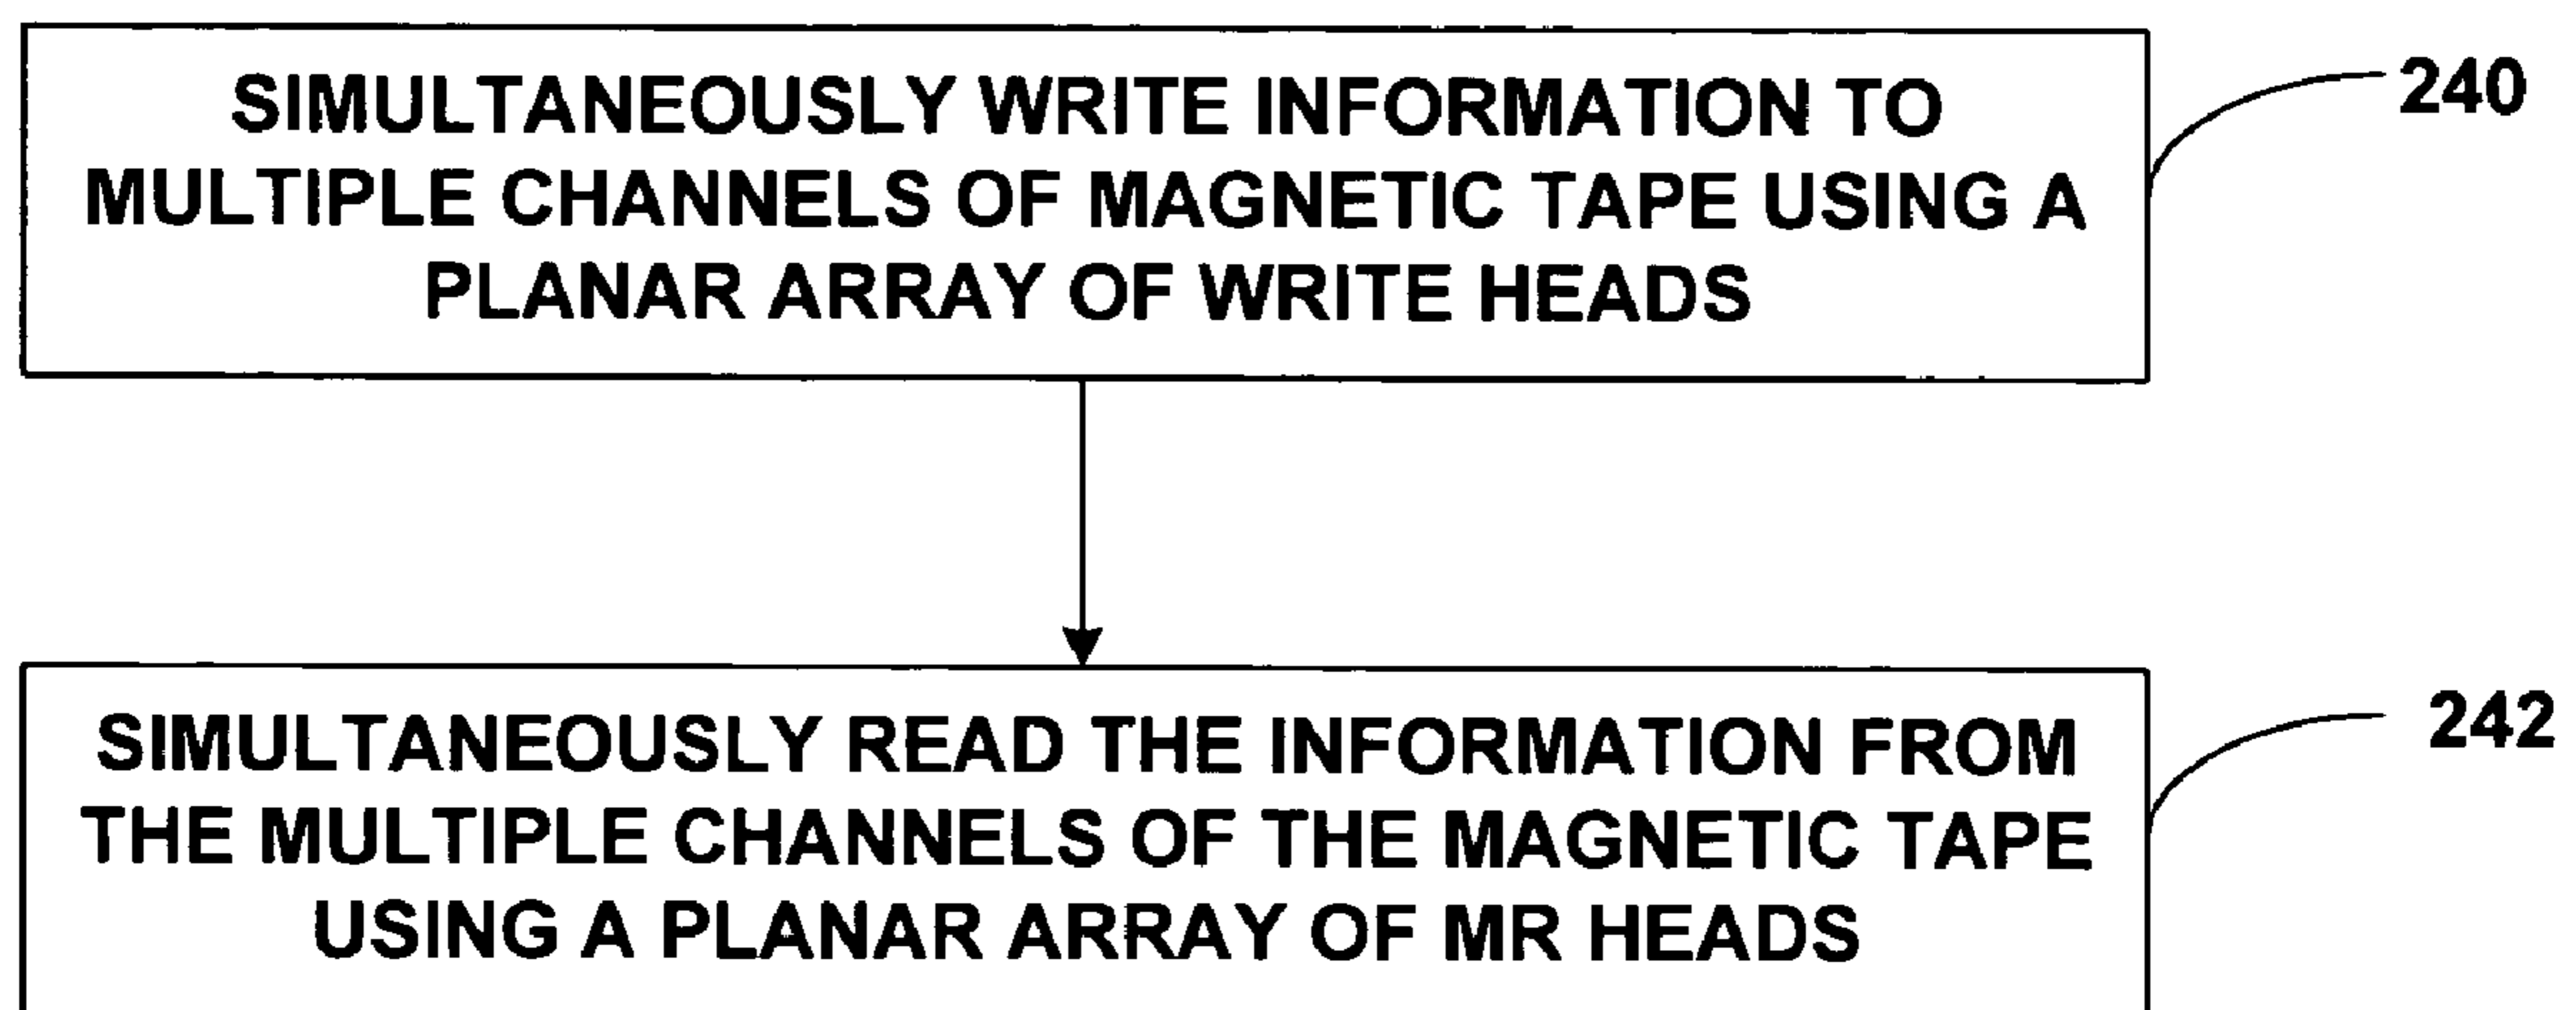 SIMULTANEOUSLY WRITE INFORMATION TO
MULTIPLE CHANNELS OF MAGNETIC TAPE USING A
PLANAR ARRAY OF WRITE HEADS
240
SIMULTANEOUSLY READ THE INFORMATION FROM
THE MULTIPLE CHANNELS OF THE MAGNETIC TAPE
USING A PLANAR ARRAY OF MR HEADS
242